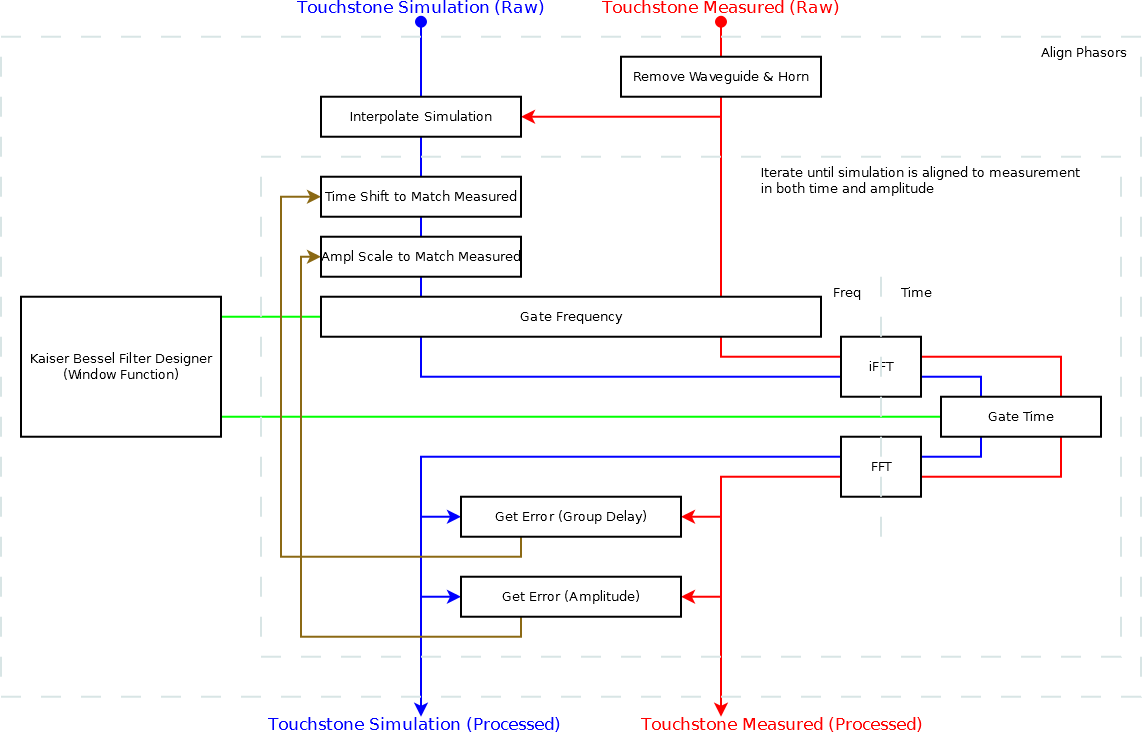 Touchstone Simulation (Raw)
Touchstone Measured (Raw)
Align Phasors
Remove Waveguide & Horn
Interpolate Simulation
Iterate until simulation is aligned to measurement
in both time and amplitude
Time Shift to Match Measured
Ampl Scale to Match Measured
Freq
Time
Gate Frequency
Kaiser Bessel Filter Designer
(Window Function)
iFFT
Gate Time
FFT
Get Error (Group Delay)
Get Error (Amplitude)
Touchstone Simulation (Processed)
Touchstone Measured (Processed)